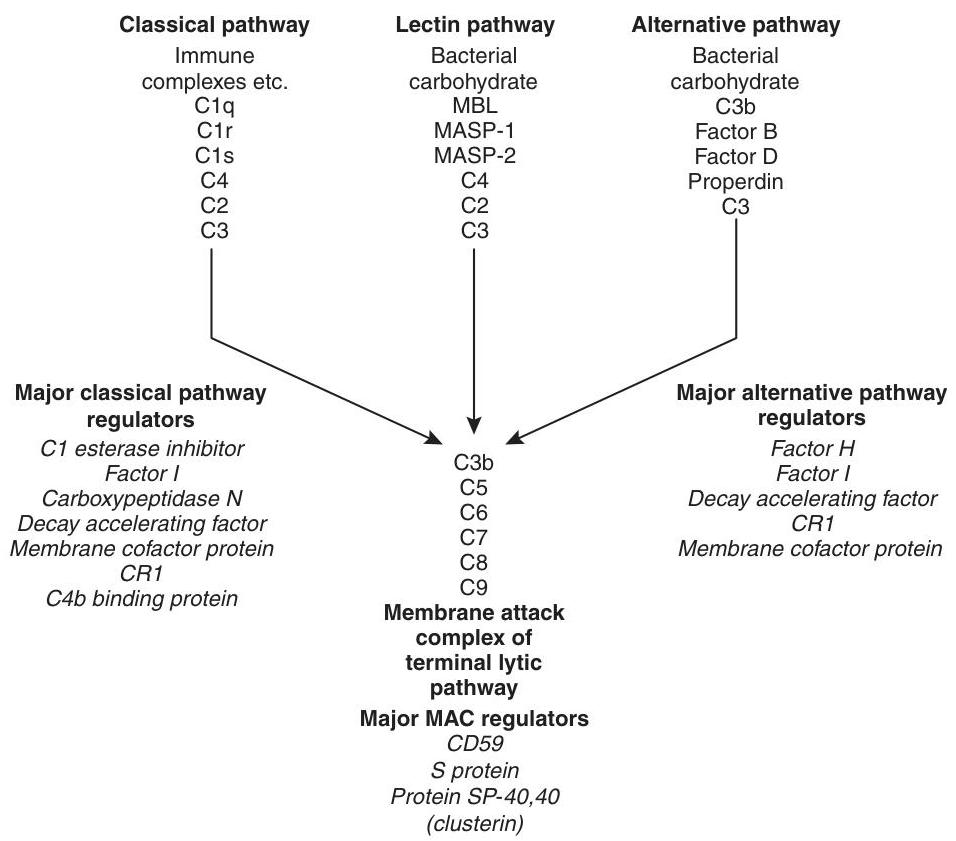 Classical pathway
Immune
complexes etc.
C1q
C1r
C1s
C4
C2
C3
Lectin pathway
Bacterial
carbohydrate
MBL
MASP-1
MASP-2
C4
C2
C3
Alternative pathway
Bacterial
carbohydrate
C3b
Factor B
Factor D
Properdin
C3
Major classical pathway
regulators
C1 esterase inhibitor
Factor I
Carboxypeptidase N
Decay accelerating factor
Membrane cofactor protein
CR1
C4b binding protein
Major alternative pathway
regulators
Factor H
Factor I
Decay accelerating factor
CR1
Membrane cofactor protein
C3b
C5
C6
C7
C8
C9
Membrane attack
complex of
terminal lytic
pathway
Major MAC regulators
CD59
S protein
Protein SP-40,40
(clusterin)